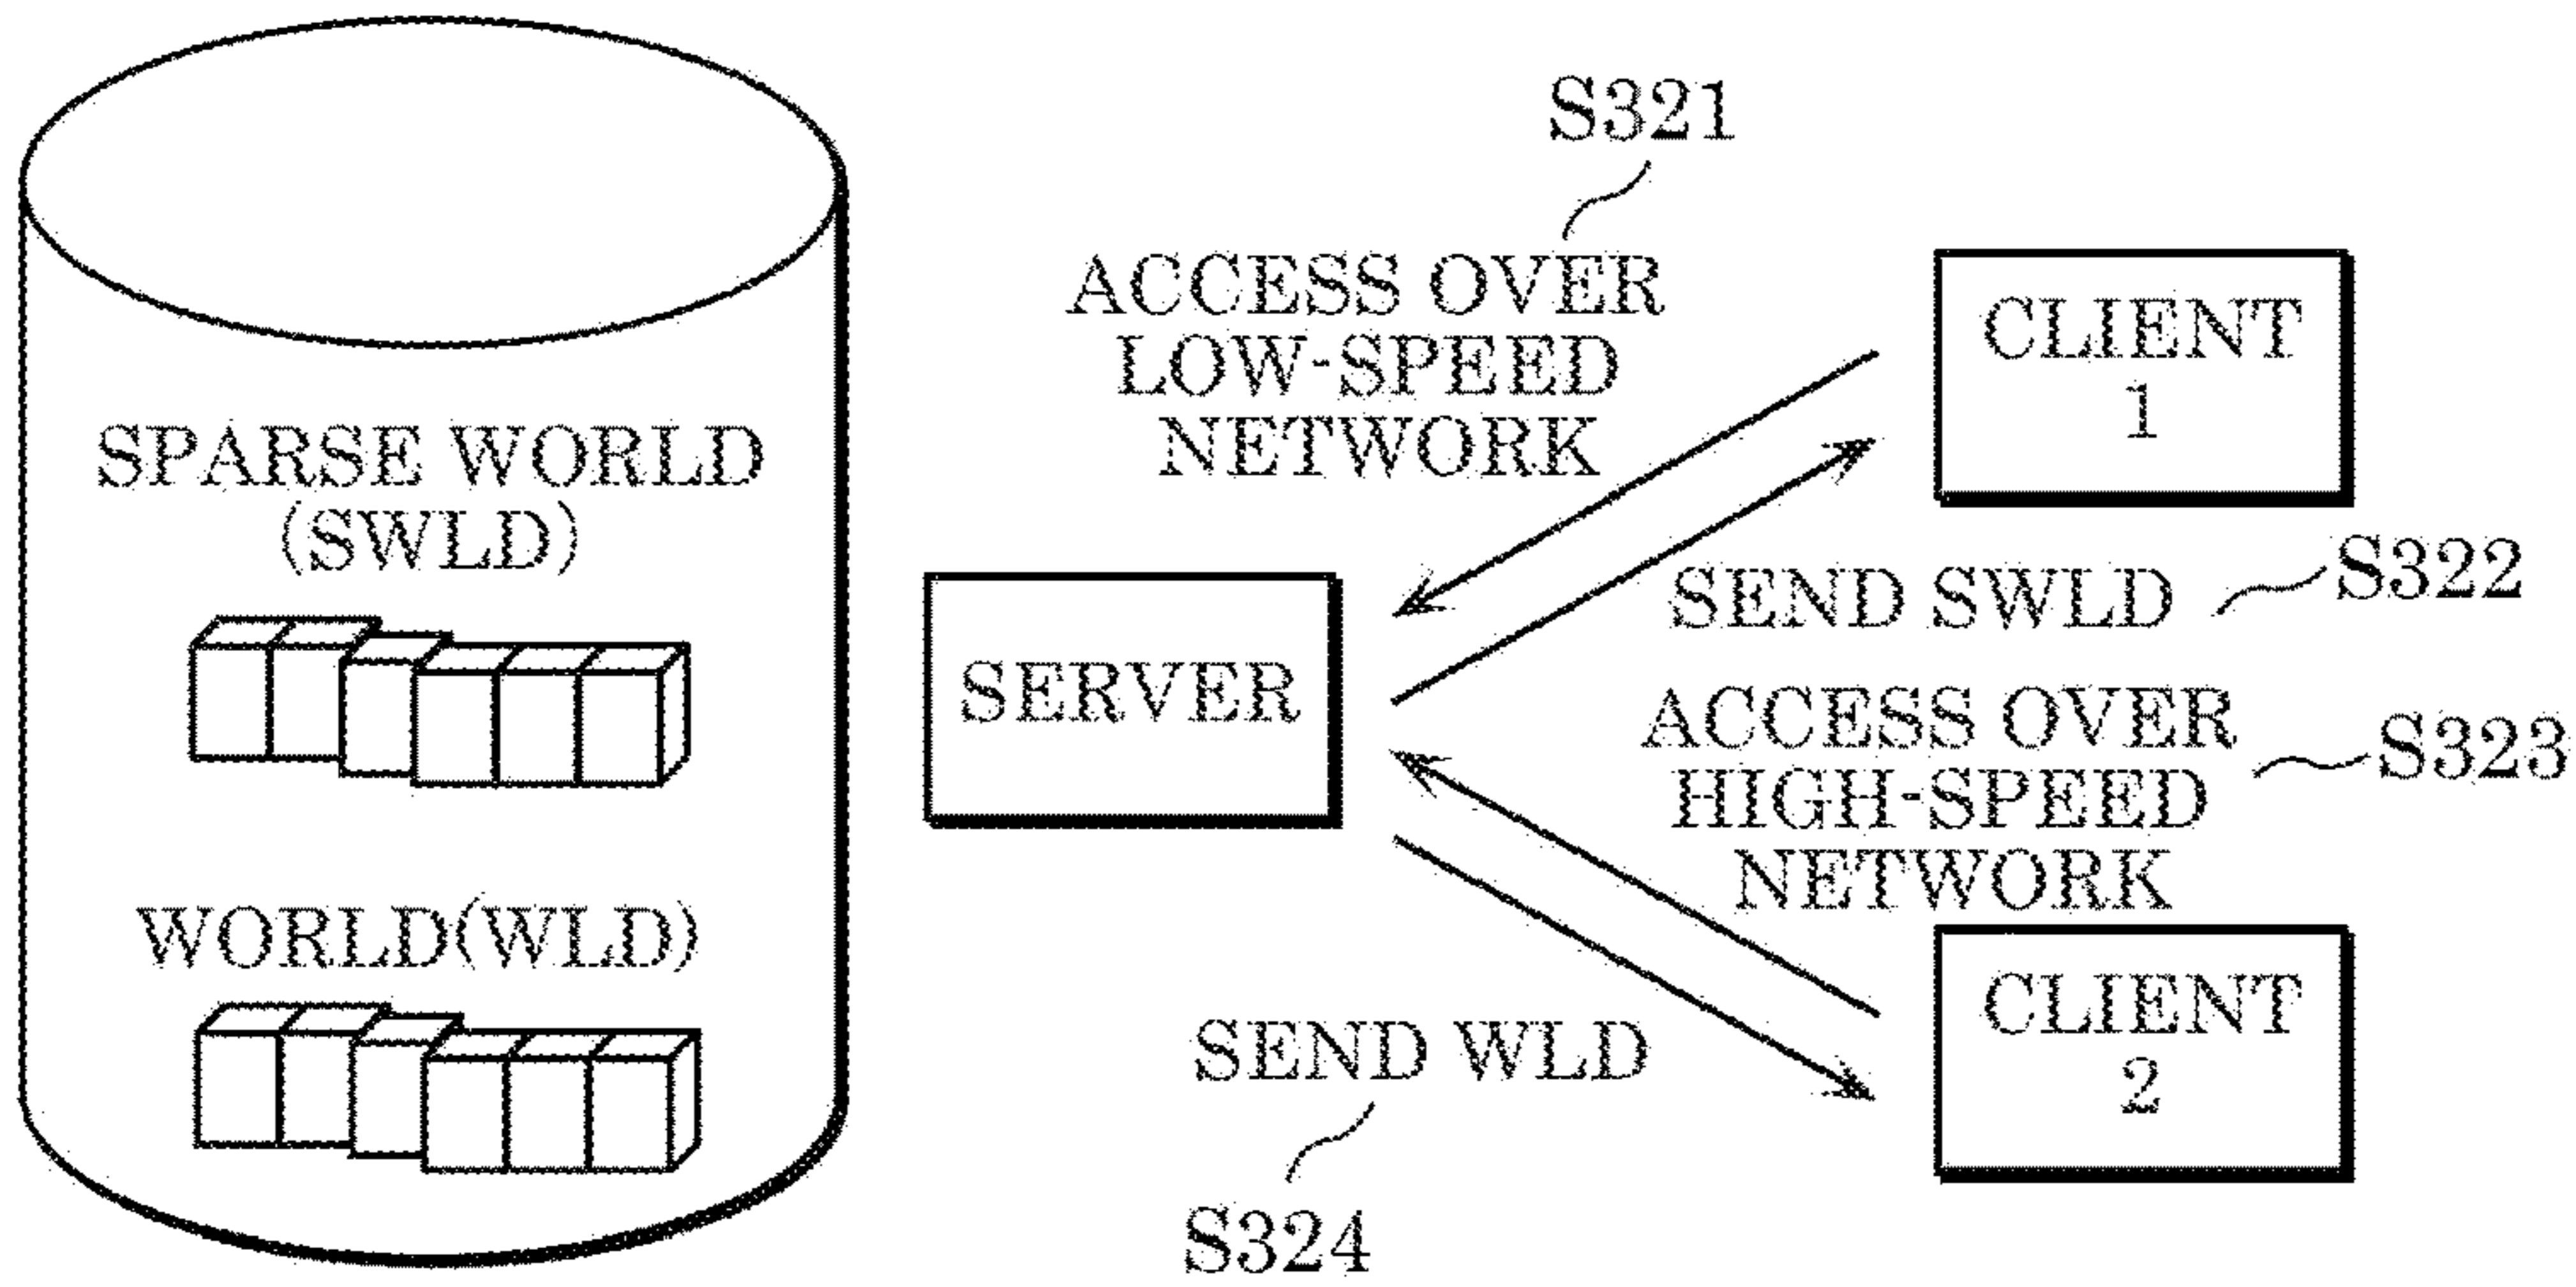 S321
ACCESS OVER
LOW-SPEED
NETWORK
CLIENT
1
SPARSE WORLD
(SWLD)
SEND SWLD
S322
SERVER
ACCESS OVER
HIGH-SPEED
NETWORK
S323
WORLD(WLD)
SEND WLD
CLIENT
2
S324